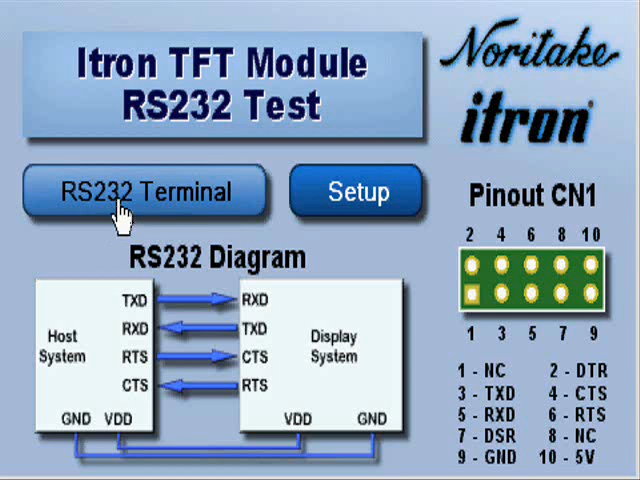 Itron TFT Module
RS232 Test
Noritake
itron
RS232 Terminal
Setup
Pinout CN1
2 4 6 8 10
1 3 5 7 9
1 - NC 2 - DTR
3 - TXD 4 - CTS
5 - RXD 6 - RTS
7 - DSR 8 - NC
9 - GND 10 - 5V
RS232 Diagram
Host
System
TXD
RXD
RTS
CTS
GND VDD
RXD
TXD
CTS
RTS
Display
System
VDD GND